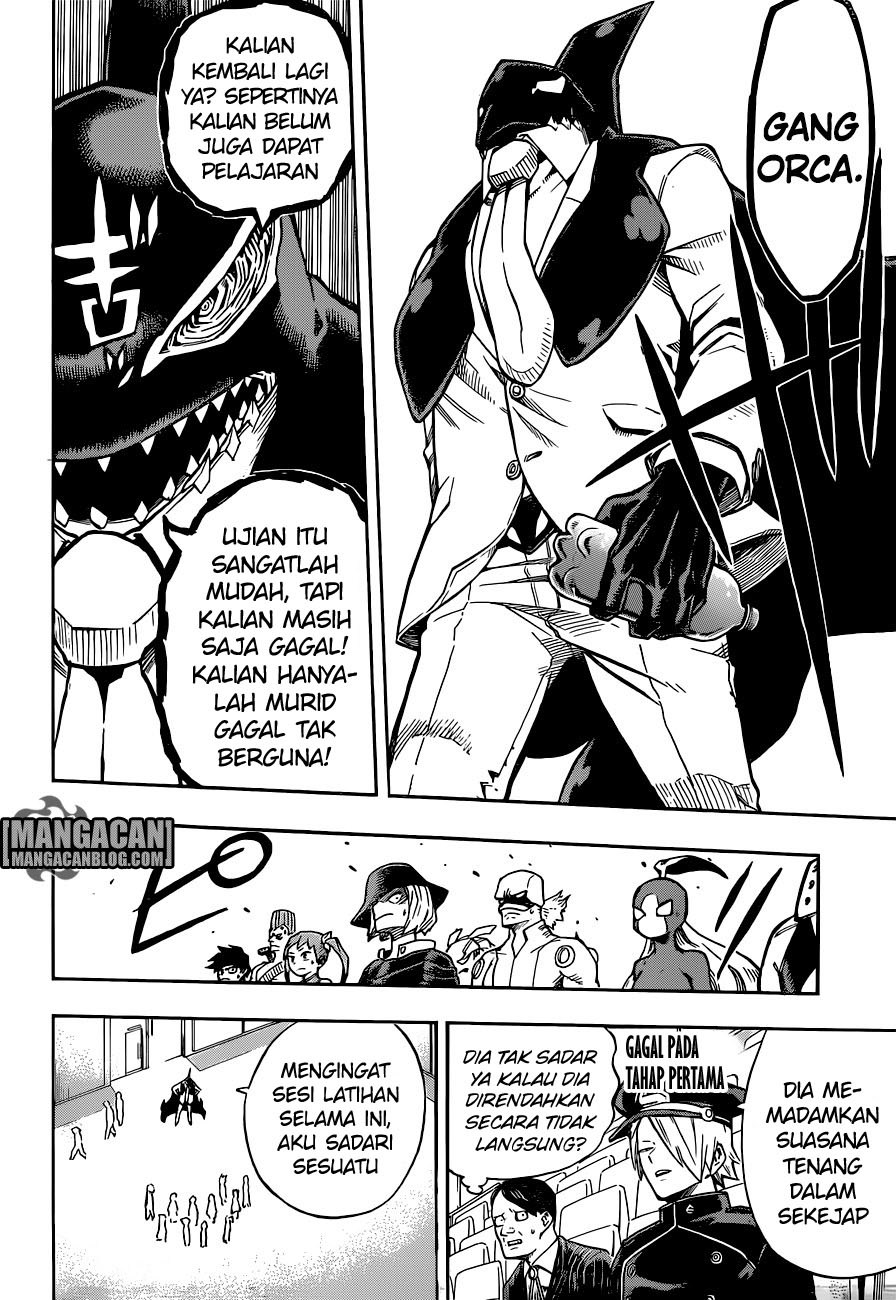 GANG
ORCA.
KALIAN
KEMBALI LAGI
YA? SEPERTINYA
KALIAN BELUM
JUGA DAPAT
PELAJARAN
ギ
UJIAN ITU
SANGATLAH
MUDAH, TAPI
KALIAN MASIH
SAJA GAGAL!
KALIAN HANYA-
LAH MURID
GAGAL TAK
BERGUNA!
[MANGACAN]
MANGACANBLOG.COM
DIA ME-
MADAMKAN
SUASANA
TENANG
DALAM
SEKEJAP
GAGAL PADA
TAHAP PERTAMA
DIA TAK SADAR
YA KALAU DIA
DIRENDAHKAN
SECARA TIDAK
LANGSUNG?
MENGINGAT
SESI LATIHAN
SELAMA INI,
AKU SADARI
SESUATU